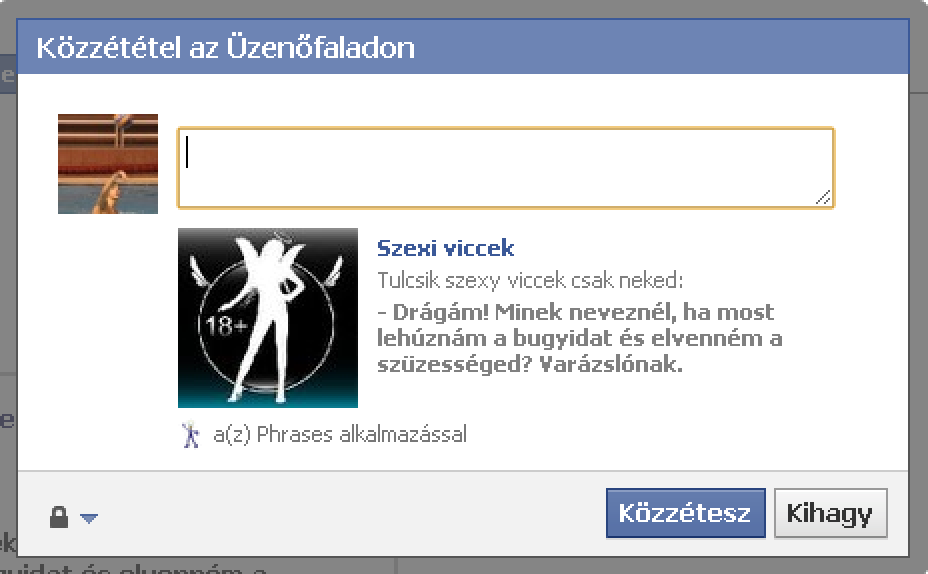 Közzététel az Üzenőfaladon
Szexi viccek
Tulcsik szexy viccek csak neked:
- Drágám! Minek neveznél, ha most
lehúznám a bugyidat és elvenném a
szüzességed? Varázslónak.
18+
a(z) Phrases alkalmazással
Közzétesz
Kihagy